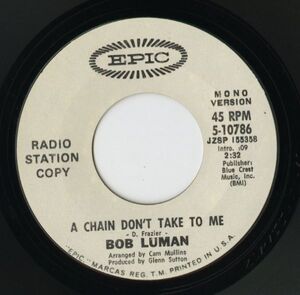 EPIC
MONO
VERSION
RADIO
STATION
COPY
45 RPM
5-10786
JZSP 155358
Intro. :09
2:32
Publisher:
Blue Crest
Music, Inc.
(BMI)
A CHAIN DON'T TAKE TO ME
- D. Frazier -
BOB LUMAN
Arranged by Cam Mullins
Produced by Glenn Sutton
"EPIC" MARCAS REG. T.M. PRINTED IN U.S.A.